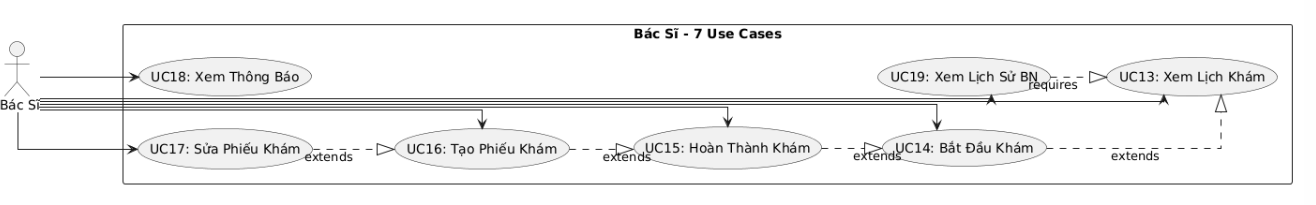 Bác Sĩ - 7 Use Cases
Bác Sĩ
UC18: Xem Thông Báo
UC19: Xem Lịch Sử BN
requires
UC13: Xem Lịch Khám
UC17: Sửa Phiếu Khám
extends
UC16: Tạo Phiếu Khám
extends
UC15: Hoàn Thành Khám
extends
UC14: Bắt Đầu Khám
extends